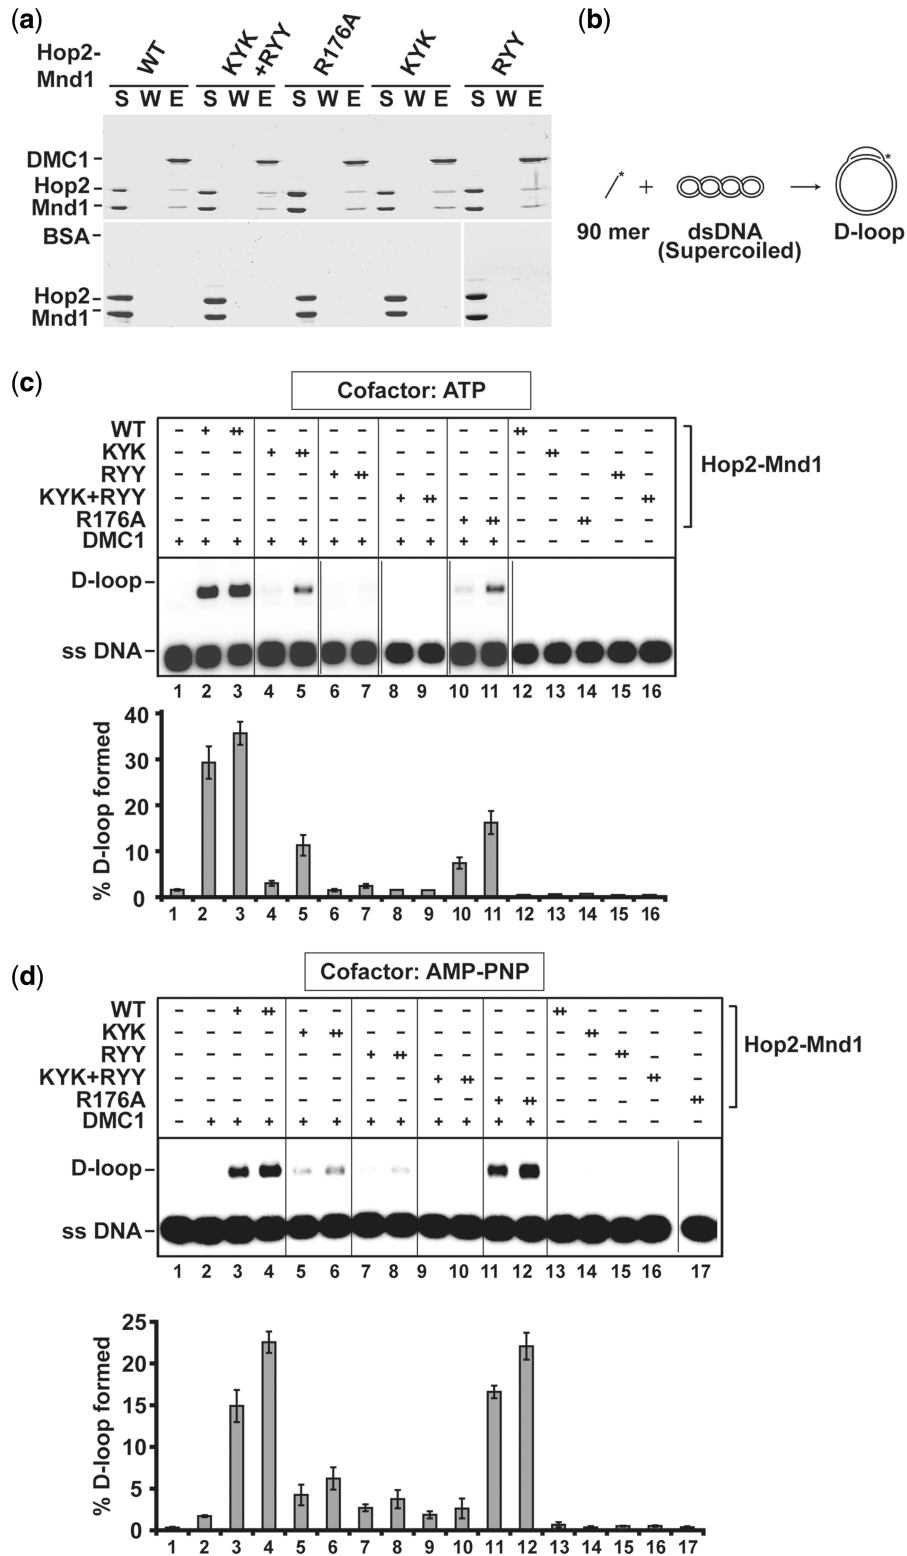 (a)
Hop2-
Mnd1
WT
KYK
+RYY
R176A
KYK
RYY
S W E S W E S W E S W E S W E
DMC1
Hop2
Mnd1
BSA
Hop2
Mnd1
(b)
* + → *
90 mer
dsDNA
(Supercoiled)
D-loop
(c)
Cofactor: ATP
WT – + ++ – – – – – – – – ++ – – – –
KYK – – – + ++ – – – – – – – ++ – – –
RYY – – – – – + ++ – – – – – – – ++ –
KYK+RYY – – – – – – – + ++ – – – – – – ++
R176A – – – – – – – – – + ++ – – ++ – –
DMC1 + + + + + + + + + + + – – – – –
Hop2-Mnd1
D-loop
ss DNA
1 2 3 4 5 6 7 8 9 10 11 12 13 14 15 16
% D-loop formed
40
30
20
10
0
1 2 3 4 5 6 7 8 9 10 11 12 13 14 15 16
(d)
Cofactor: AMP-PNP
WT – – + ++ – – – – – – – – ++ – – – –
KYK – – – – + ++ – – – – – – – ++ – – –
RYY – – – – – – + ++ – – – – – – ++ – –
KYK+RYY – – – – – – – – + ++ – – – – – ++ –
R176A – – – – – – – – – – + ++ – – – – ++
DMC1 – + + + + + + + + + + + – – – – –
Hop2-Mnd1
D-loop
ss DNA
1 2 3 4 5 6 7 8 9 10 11 12 13 14 15 16 17
% D-loop formed
25
20
15
10
5
0
1 2 3 4 5 6 7 8 9 10 11 12 13 14 15 16 17